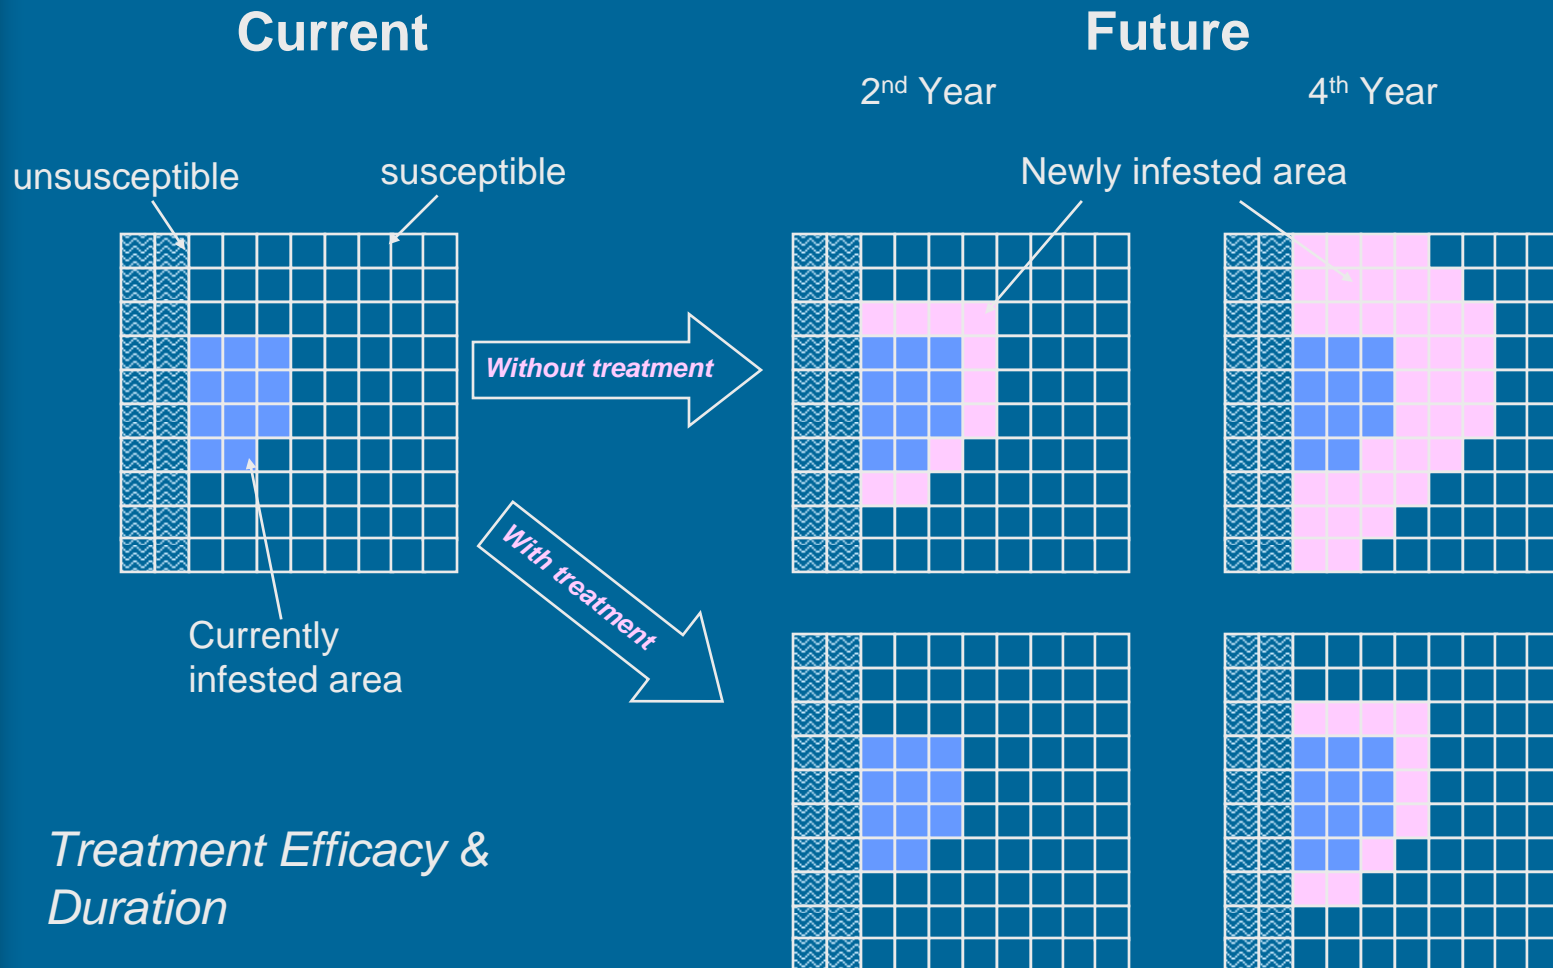 Current
Future
2nd Year
4th Year
unsusceptible
susceptible
Newly infested area
Without treatment
With treatment
Currently
infested area
Treatment Efficacy &
Duration